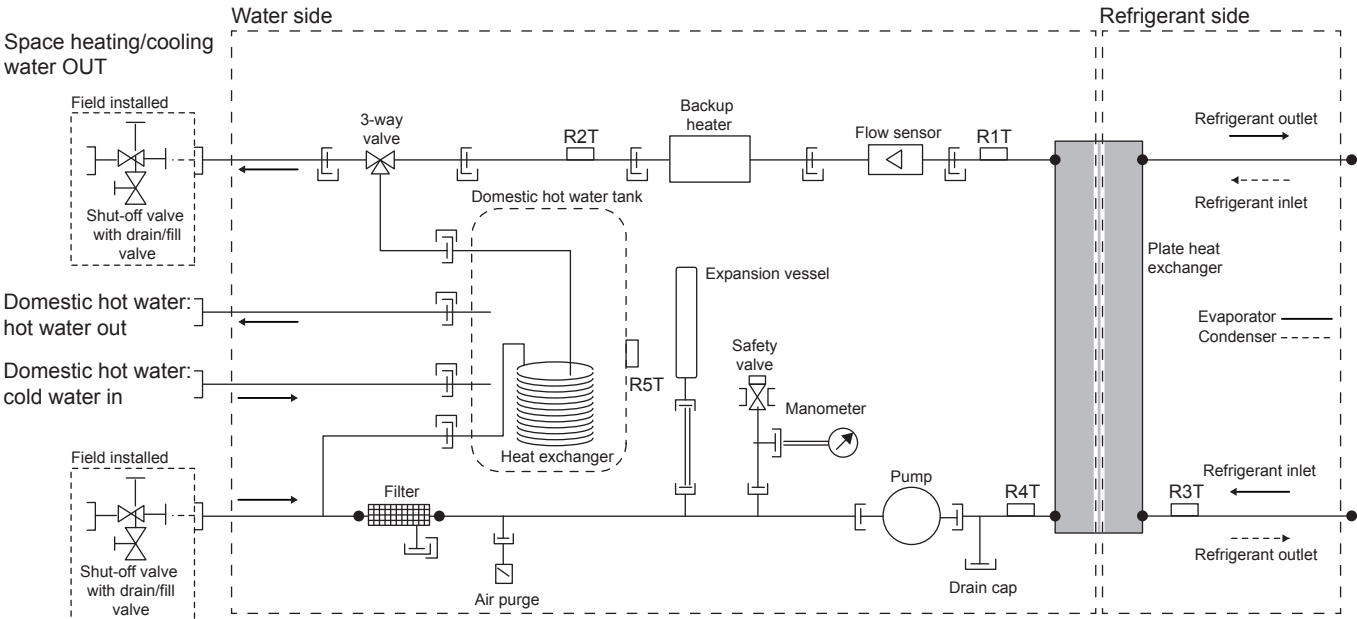 Water side
Refrigerant side
Space heating/cooling
water OUT
Field installed
Shut-off valve
with drain/fill
valve
3-way
valve
R2T
Backup
heater
Flow sensor
R1T
Refrigerant outlet
Refrigerant inlet
Domestic hot water tank
Plate heat
exchanger
Expansion vessel
Domestic hot water:
hot water out
Evaporator
Condenser
Safety
valve
R5T
Domestic hot water:
cold water in
Manometer
Heat exchanger
Field installed
Shut-off valve
with drain/fill
valve
Filter
Air purge
Pump
R4T
Drain cap
R3T
Refrigerant inlet
Refrigerant outlet